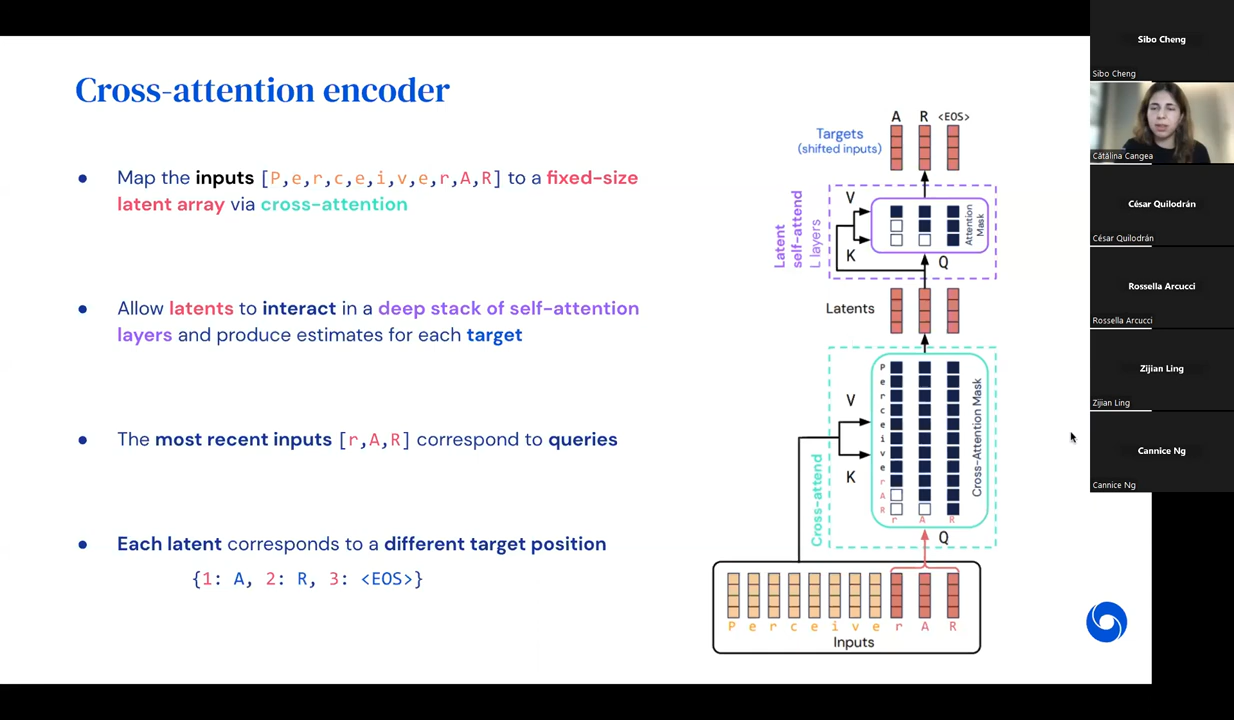 Cross-attention encoder
Map the inputs [P,e,r,c,e,i,v,e,r,A,R] to a fixed-size
latent array via cross-attention
Allow latents to interact in a deep stack of self-attention
layers and produce estimates for each target
The most recent inputs [r,A,R] correspond to queries
Each latent corresponds to a different target position
{1: A, 2: R, 3: <EOS>}
A R <EOS>
Targets
(shifted inputs)
Latent
self-attend
L layers
V
K
Q
Attention
Mask
Latents
Cross-attend
V
K
Q
P
e
r
c
e
i
v
e
r
A
R
r A R
Cross-Attention Mask
P e r c e i v e r A R
Inputs
Sibo Cheng
Sibo Cheng
Cătălina Cangea
César Quilodrán
César Quilodrán
Rossella Arcucci
Rossella Arcucci
Zijian Ling
Zijian Ling
Cannice Ng
Cannice Ng